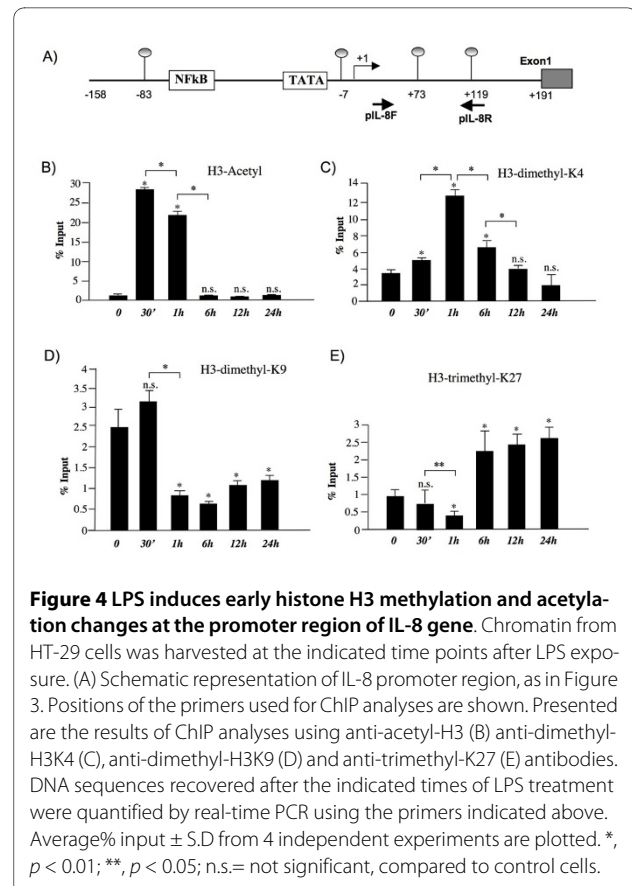 A)
+1
Exon1
NFkB
TATA
-158
-83
-7
+73
+119
+191
pIL-8F
pIL-8R
B)
H3-Acetyl
% Input
30
25
20
15
10
5
0
*
*
*
*
n.s.
n.s.
n.s.
0 30’ 1h 6h 12h 24h
C)
H3-dimethyl-K4
% Input
14
12
10
8
6
4
2
0
*
*
*
*
*
*
n.s.
n.s.
0 30’ 1h 6h 12h 24h
D)
H3-dimethyl-K9
% Input
4
3.5
3
2.5
2
1.5
1
0.5
n.s.
*
*
*
*
*
0 30’ 1h 6h 12h 24h
E)
H3-trimethyl-K27
% Input
3
2.5
2
1.5
1
0.5
n.s.
**
*
*
*
*
0 30’ 1h 6h 12h 24h
Figure 4 LPS induces early histone H3 methylation and acetyla-
tion changes at the promoter region of IL-8 gene. Chromatin from
HT-29 cells was harvested at the indicated time points after LPS expo-
sure. (A) Schematic representation of IL-8 promoter region, as in Figure
3. Positions of the primers used for ChIP analyses are shown. Presented
are the results of ChIP analyses using anti-acetyl-H3 (B) anti-dimethyl-
H3K4 (C), anti-dimethyl-H3K9 (D) and anti-trimethyl-K27 (E) antibodies.
DNA sequences recovered after the indicated times of LPS treatment
were quantified by real-time PCR using the primers indicated above.
Average% input ± S.D from 4 independent experiments are plotted. *,
p < 0.01; **, p < 0.05; n.s.= not significant, compared to control cells.